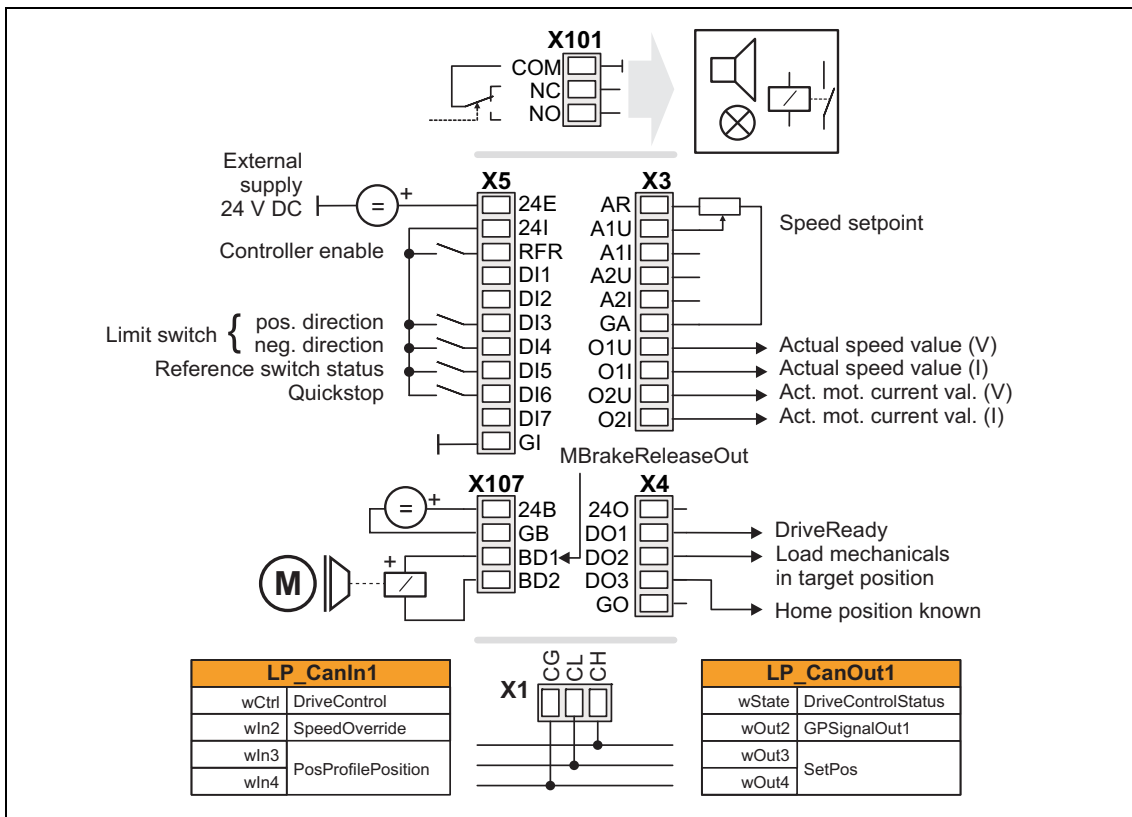 X101
COM
NC
NO
External
supply
24 V DC
=
+
Controller enable
Limit switch {
pos. direction
neg. direction
Reference switch status
Quickstop
X5
24E
24I
RFR
DI1
DI2
DI3
DI4
DI5
DI6
DI7
GI
X3
AR
A1U
A1I
A2U
A2I
GA
O1U
O1I
O2U
O2I
Speed setpoint
Actual speed value (V)
Actual speed value (I)
Act. mot. current val. (V)
Act. mot. current val. (I)
MBrakeReleaseOut
X107
=
+
24B
GB
BD1
BD2
M
+
X4
24O
DO1
DO2
DO3
GO
DriveReady
Load mechanicals
in target position
Home position known
LP_CanIn1
wCtrl DriveControl
wIn2 SpeedOverride
wIn3
PosProfilePosition
wIn4
X1
CG
CL
CH
LP_CanOut1
wState DriveControlStatus
wOut2 GPSignalOut1
wOut3
SetPos
wOut4